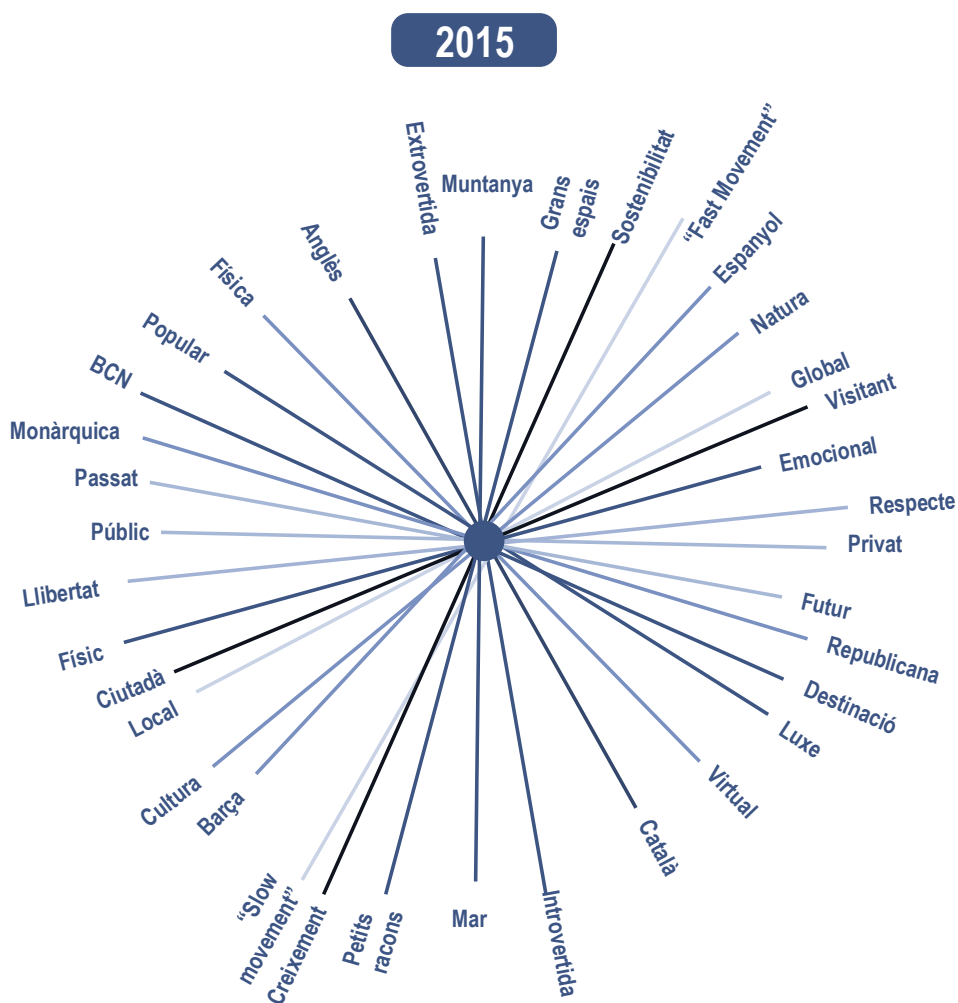 2015
Extrovertida
Muntanya
Grans
espais
Sostenibilitat
“Fast Movement”
Anglès
Espanyol
Física
Natura
Popular
Global
BCN
Visitant
Monàrquica
Emocional
Passat
Respecte
Públic
Privat
Llibertat
Futur
Físic
Republicana
Ciutadà
Destinació
Local
Luxe
Cultura
Virtual
Barça
Català
“Slow
movement”
Creixement
Petits
racons
Mar
Introvertida